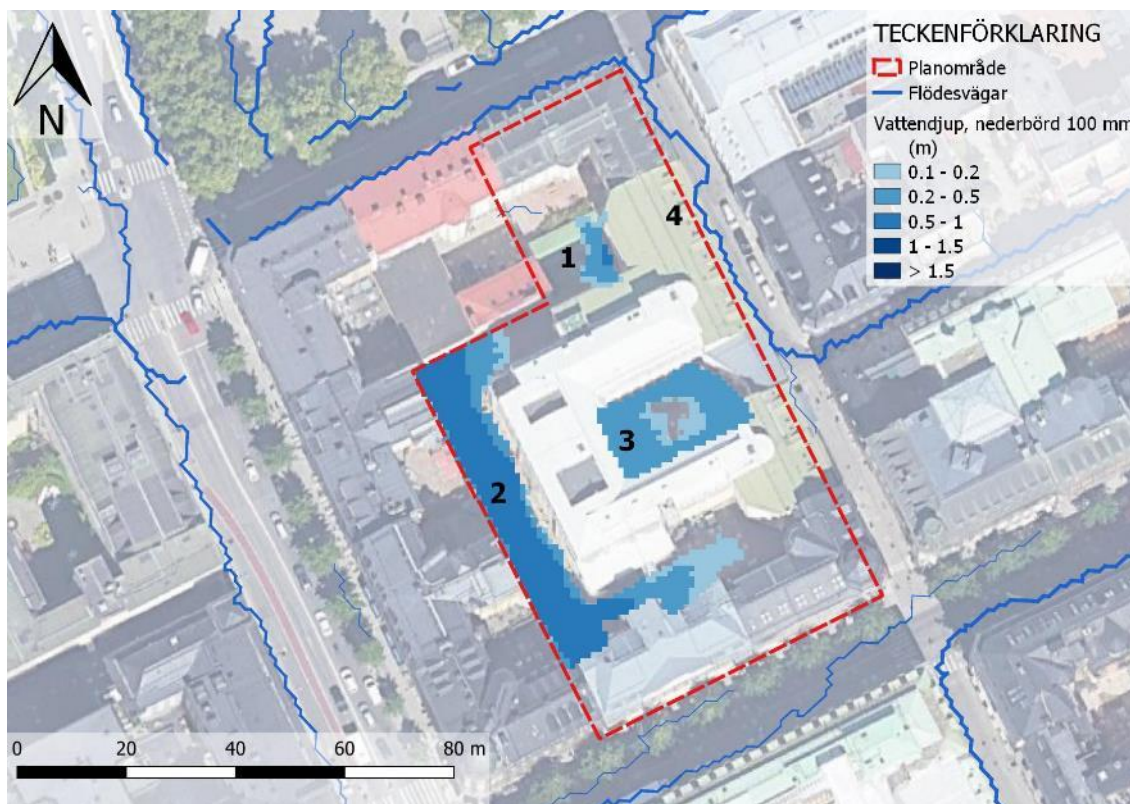 N
TECKENFÖRKLARING
Planområde
Flödesvägar
Vattendjup, nederbörd 100 mm
(m)
0.1 - 0.2
0.2 - 0.5
0.5 - 1
1 - 1.5
> 1.5
4
1
3
2
0 20 40 60 80 m